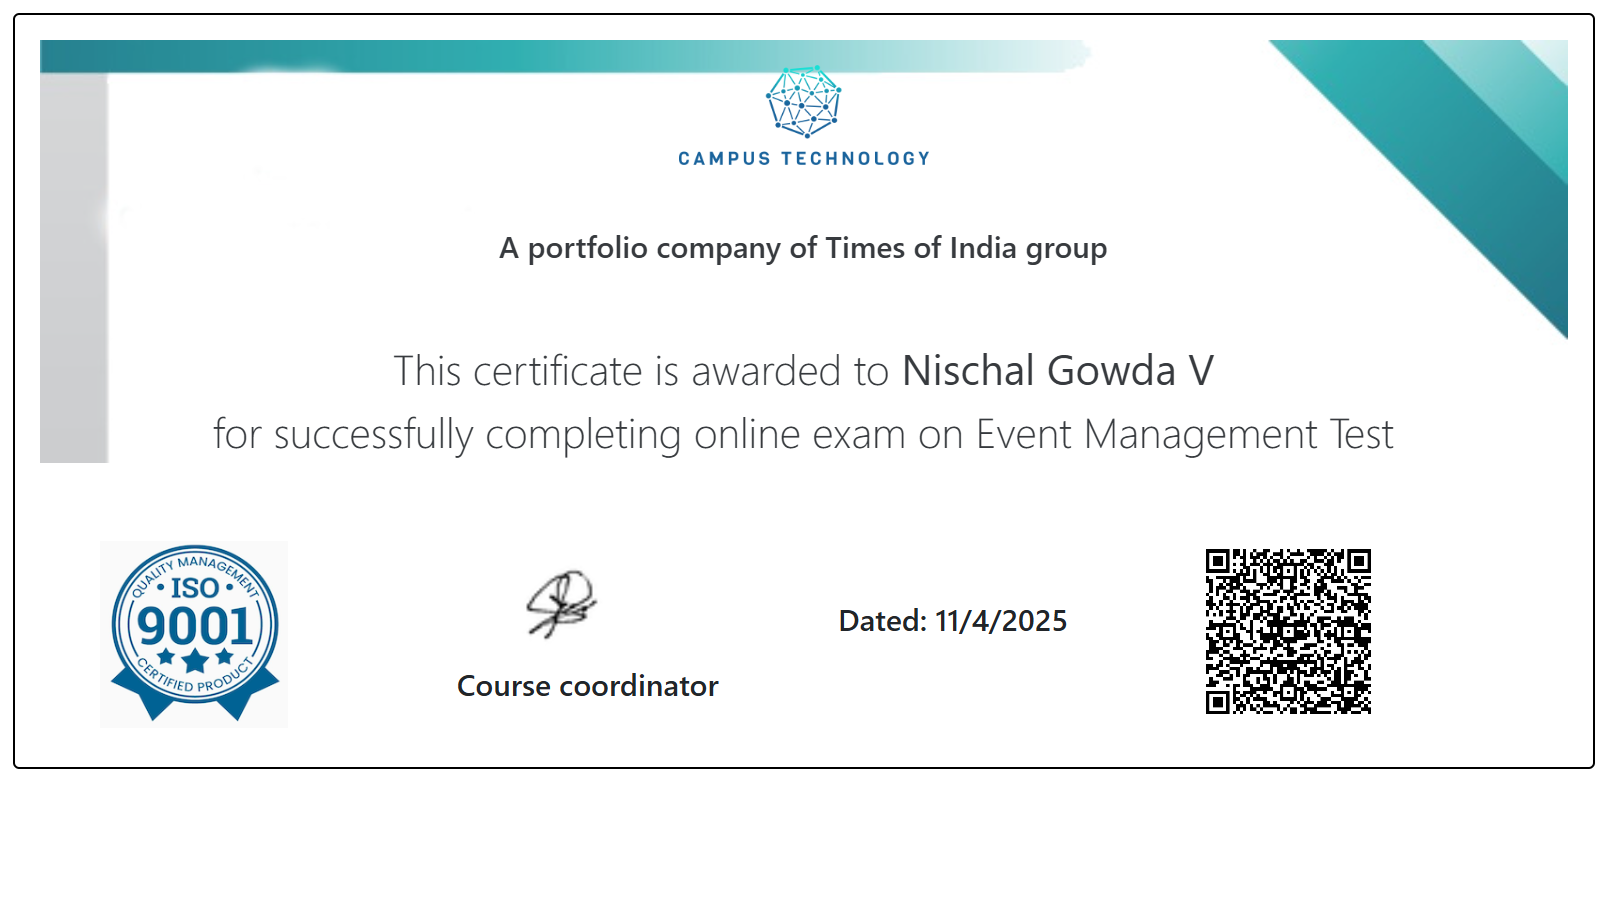 CAMPUS TECHNOLOGY
A portfolio company of Times of India group
This certificate is awarded to Nischal Gowda V
for successfully completing online exam on Event Management Test
QUALITY MANAGEMENT
ISO
9001
CERTIFIED PRODUCT
Course coordinator
Dated: 11/4/2025